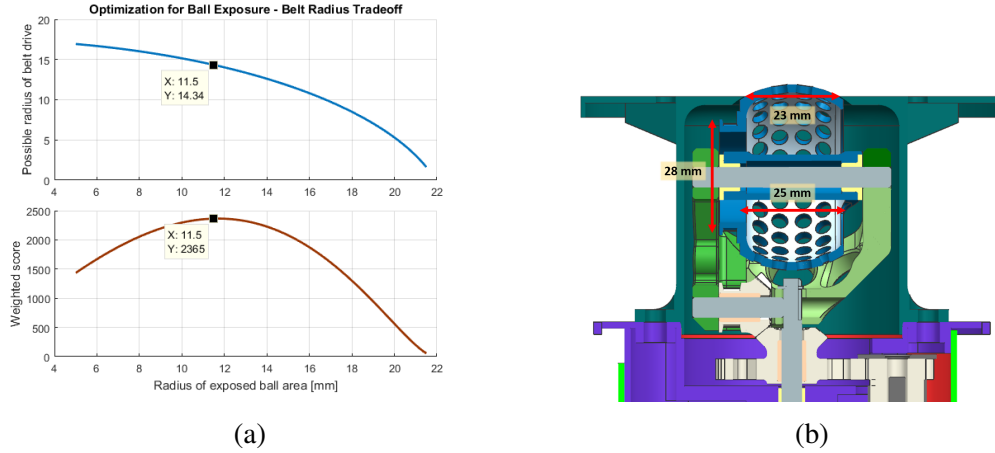 Optimization for Ball Exposure - Belt Radius Tradeoff
Possible radius of belt drive
20
15
10
5
0
X: 11.5
Y: 14.34
4 6 8 10 12 14 16 18 20 22
Weighted score
2500
2000
1500
1000
500
0
X: 11.5
Y: 2365
4 6 8 10 12 14 16 18 20 22
Radius of exposed ball area [mm]
(a)
23 mm
28 mm
25 mm
(b)